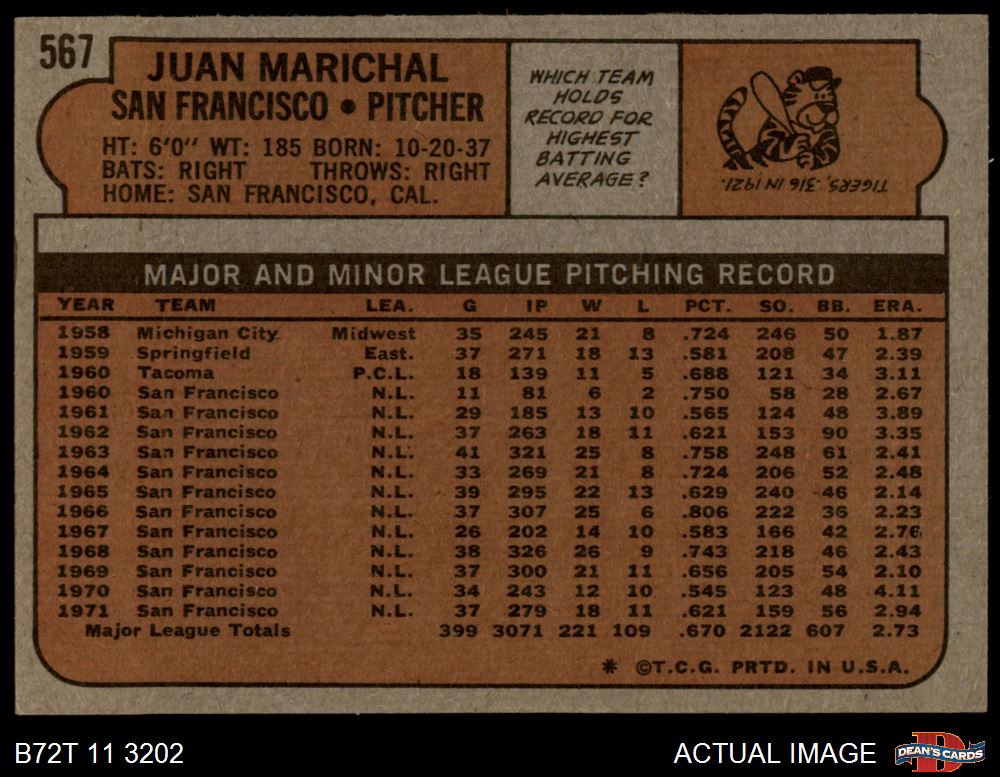 567
JUAN MARICHAL
SAN FRANCISCO • PITCHER
HT: 6'0" WT: 185 BORN: 10-20-37
BATS: RIGHT THROWS: RIGHT
HOME: SAN FRANCISCO, CAL.
WHICH TEAM
HOLDS
RECORD FOR
HIGHEST
BATTING
AVERAGE?
TIGERS, .316 IN 1921.
MAJOR AND MINOR LEAGUE PITCHING RECORD
YEAR TEAM LEA. G IP W L PCT. SO. BB. ERA.
1958 Michigan City Midwest 35 245 21 8 .724 246 50 1.87
1959 Springfield East. 37 271 18 13 .581 208 47 2.39
1960 Tacoma P.C.L. 18 139 11 5 .688 121 34 3.11
1960 San Francisco N.L. 11 81 6 2 .750 58 28 2.67
1961 San Francisco N.L. 29 185 13 10 .565 124 48 3.89
1962 San Francisco N.L. 37 263 18 11 .621 153 90 3.35
1963 San Francisco N.L. 41 321 25 8 .758 248 61 2.41
1964 San Francisco N.L. 33 269 21 8 .724 206 52 2.48
1965 San Francisco N.L. 39 295 22 13 .629 240 46 2.14
1966 San Francisco N.L. 37 307 25 6 .806 222 36 2.23
1967 San Francisco N.L. 26 202 14 10 .583 166 42 2.76
1968 San Francisco N.L. 38 326 26 9 .743 218 46 2.43
1969 San Francisco N.L. 37 300 21 11 .656 205 54 2.10
1970 San Francisco N.L. 34 243 12 10 .545 123 48 4.11
1971 San Francisco N.L. 37 279 18 11 .621 159 56 2.94
Major League Totals 399 3071 221 109 .670 2122 607 2.73
* ©T.C.G. PRTD. IN U.S.A.
B72T 11 3202
ACTUAL IMAGE
D
DEAN'S CARDS